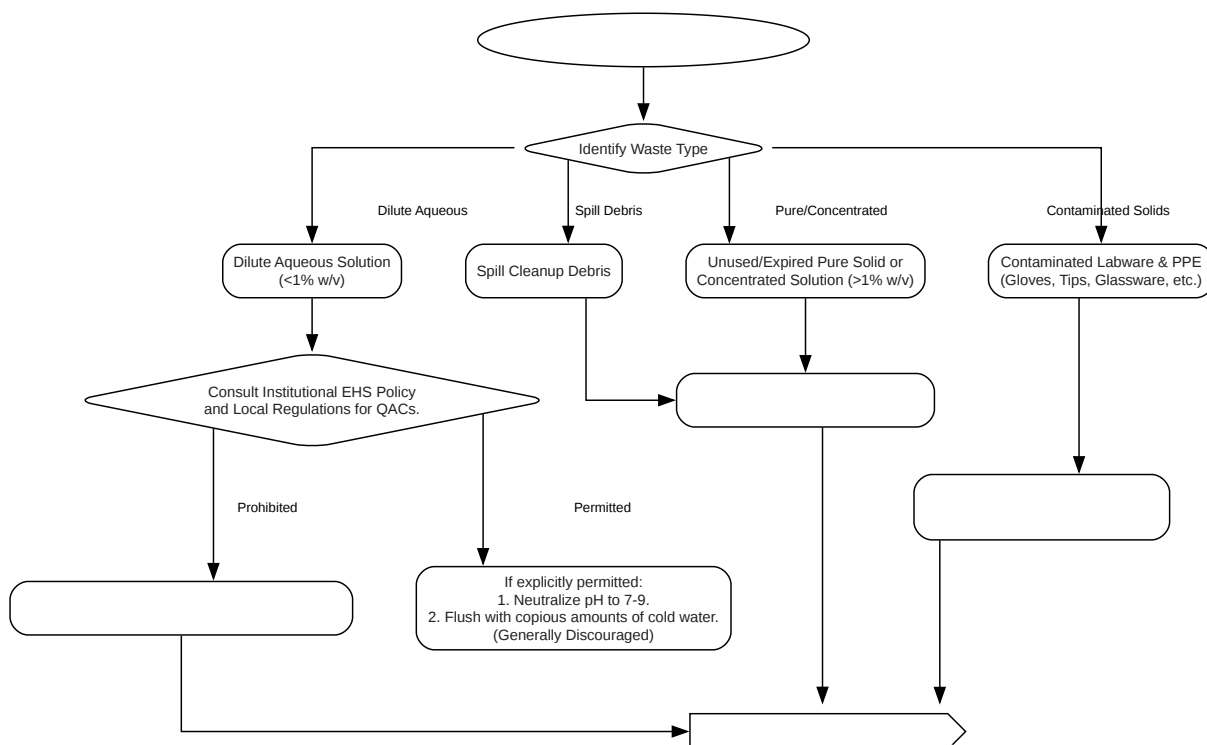 Identify Waste Type
Dilute Aqueous
Spill Debris
Pure/Concentrated
Contaminated Solids
Dilute Aqueous Solution
(<1% w/v)
Spill Cleanup Debris
Unused/Expired Pure Solid or
Concentrated Solution (>1% w/v)
Contaminated Labware & PPE
(Gloves, Tips, Glassware, etc.)
Consult Institutional EHS Policy
and Local Regulations for QACs.
Prohibited
Permitted
If explicitly permitted:
1. Neutralize pH to 7-9.
2. Flush with copious amounts of cold water.
(Generally Discouraged)